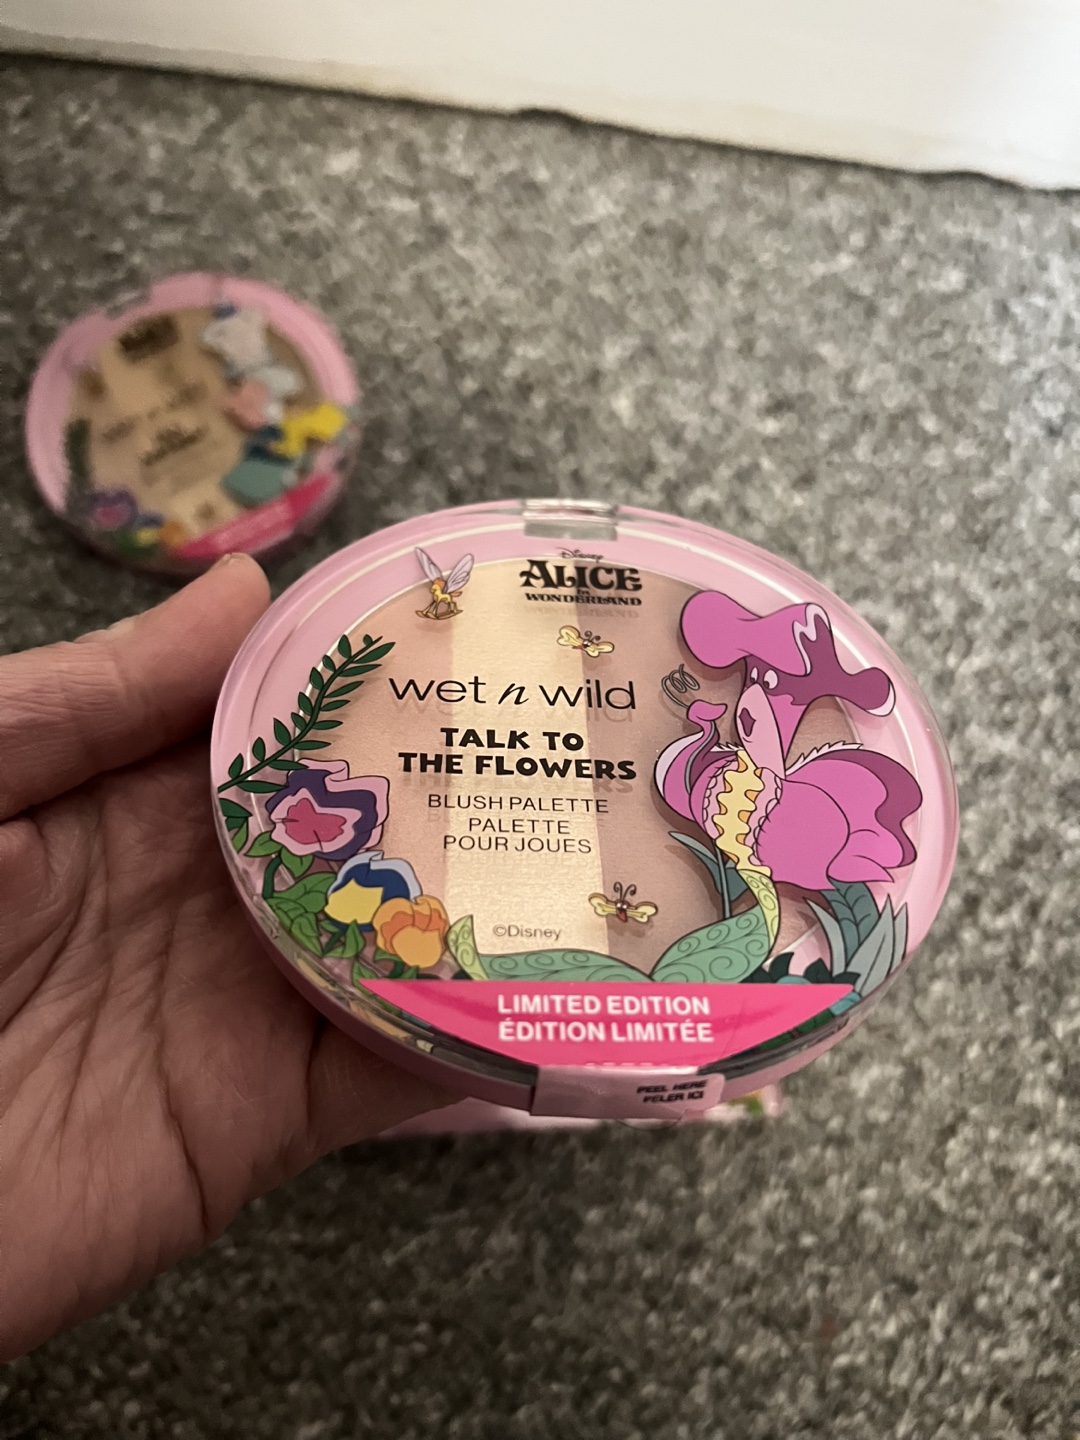 Disney
ALICE
in
WONDERLAND
wet n wild
TALK TO
THE FLOWERS
BLUSH PALETTE
PALETTE
POUR JOUES
©Disney
LIMITED EDITION
ÉDITION LIMITÉE
PEEL HERE
PELER ICI